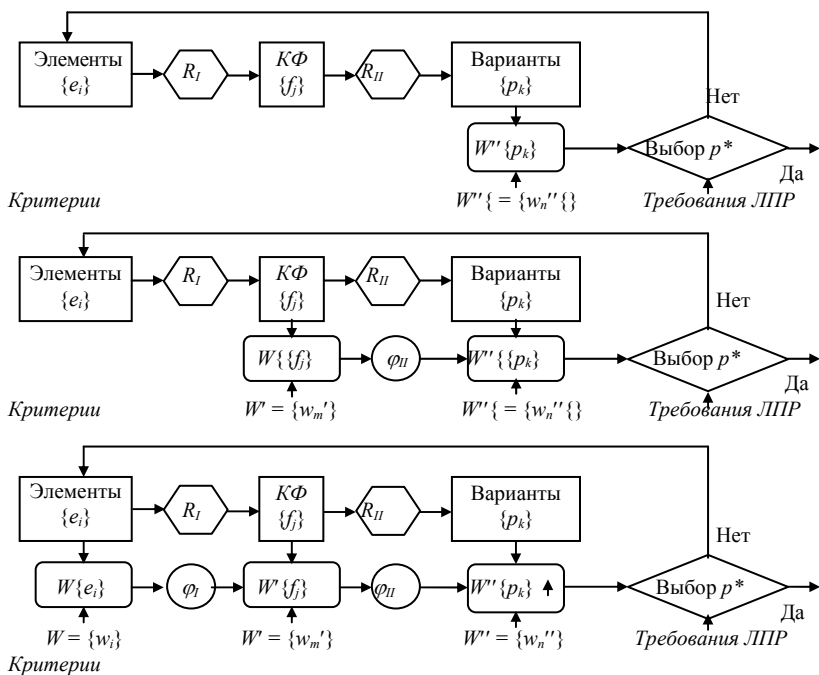 Элементы
{eᵢ}
R_I
КФ
{fⱼ}
R_II
Варианты
{pₖ}
Нет
W''{pₖ}
Выбор p*
Да
Критерии
W''{ = {wₙ''{}
Требования ЛПР
Элементы
{eᵢ}
R_I
КФ
{fⱼ}
R_II
Варианты
{pₖ}
Нет
W{{fⱼ}
φ_II
W''{{pₖ}
Выбор p*
Да
Критерии
W' = {wₘ'}
W''{ = {wₙ''{}
Требования ЛПР
Элементы
{eᵢ}
R_I
КФ
{fⱼ}
R_II
Варианты
{pₖ}
Нет
W{eᵢ}
φ_I
W'{fⱼ}
φ_II
W''{pₖ}
Выбор p*
Да
W = {wᵢ}
W' = {wₘ'}
W'' = {wₙ''}
Требования ЛПР
Критерии